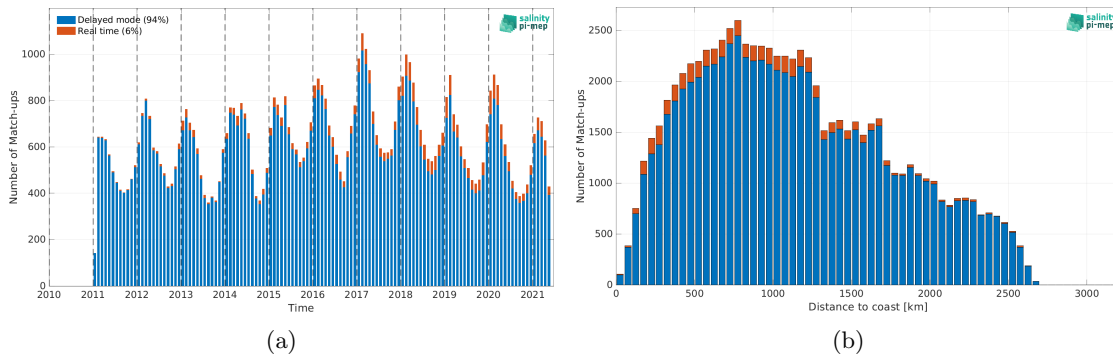 Delayed mode (94%)
Real time (6%)
salinity
pi-mep
Number of Match-ups
1000
800
600
400
200
0
2010 2011 2012 2013 2014 2015 2016 2017 2018 2019 2020 2021
Time
(a)
salinity
pi-mep
Number of Match-ups
2500
2000
1500
1000
500
0
0 500 1000 1500 2000 2500 3000
Distance to coast [km]
(b)